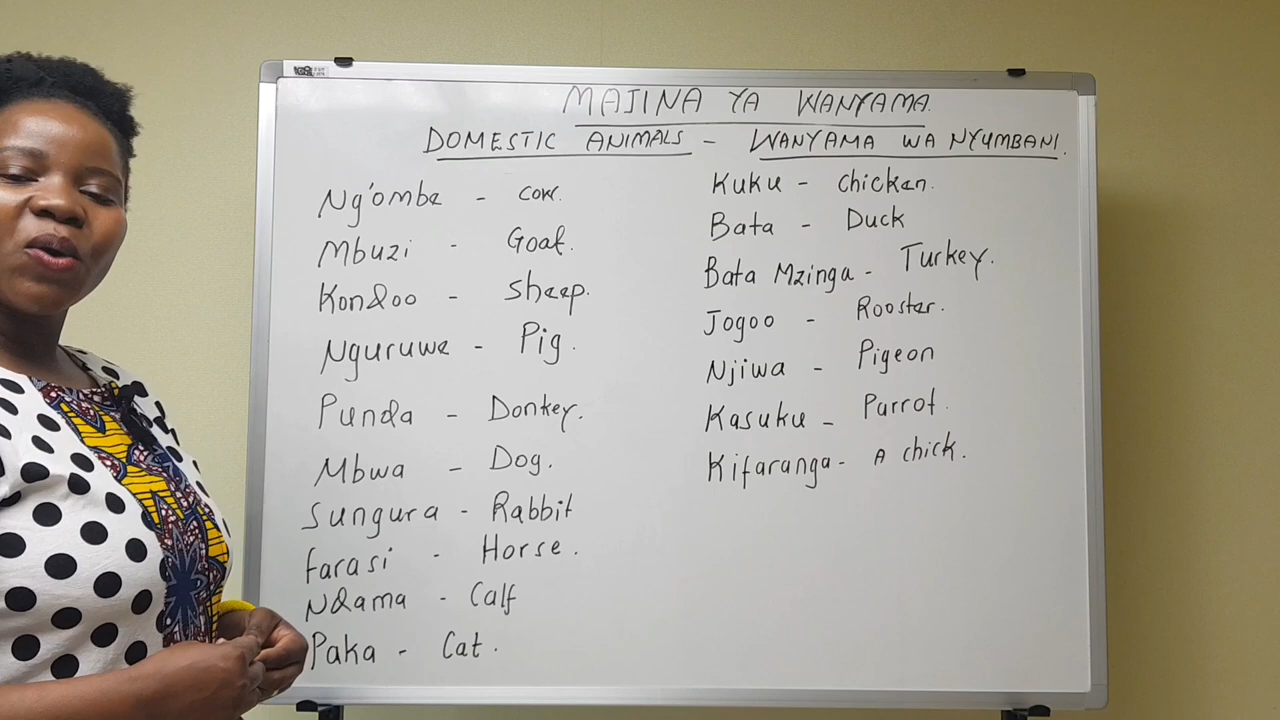 MAJINA YA WANYAMA.
DOMESTIC ANIMALS - WANYAMA WA NYUMBANI.
Ng'ombe - cow.
Mbuzi - Goat.
Kondoo - sheep.
Nguruwe - Pig.
Punda - Donkey.
Mbwa - Dog.
Sungura - Rabbit
farasi - Horse.
Ndama - Calf
Paka - Cat.
Kuku - Chicken.
Bata - Duck
Bata Mzinga - Turkey.
Jogoo - Rooster.
Njiwa - Pigeon
Kasuku - Parrot.
Kifaranga - A chick.